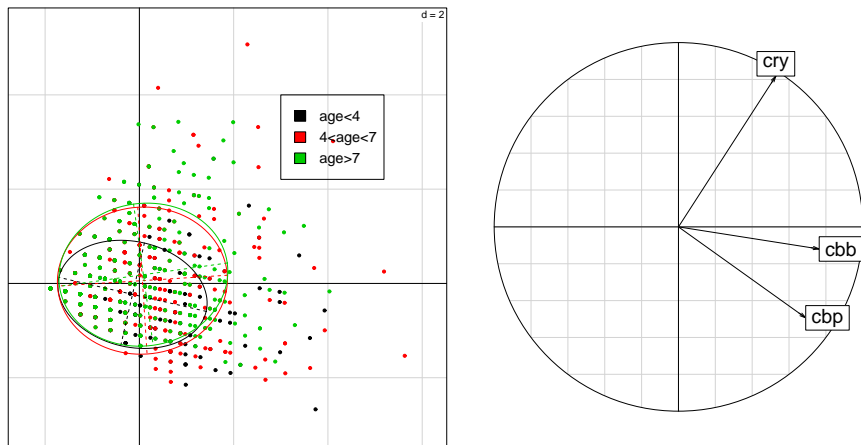 d = 2
age<4
4<age<7
age>7
cry
cbb
cbp